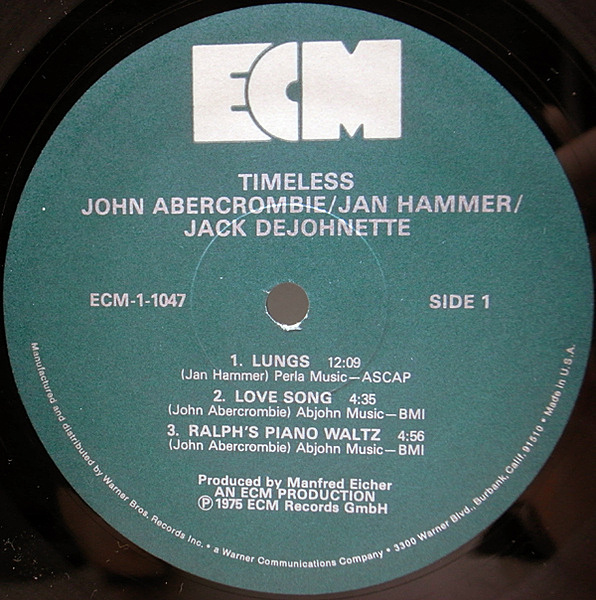 ECM
TIMELESS
JOHN ABERCROMBIE/JAN HAMMER/
JACK DEJOHNETTE
ECM-1-1047
SIDE 1
1. LUNGS 12:09
(Jan Hammer) Perla Music—ASCAP
2. LOVE SONG 4:35
(John Abercrombie) Abjohn Music—BMI
3. RALPH'S PIANO WALTZ 4:56
(John Abercrombie) Abjohn Music—BMI
Produced by Manfred Eicher
AN ECM PRODUCTION
Ⓟ1975 ECM Records GmbH
Manufactured and distributed by Warner Bros. Records Inc. • a Warner Communications Company • 3300 Warner Blvd., Burbank, Calif. 91510 • Made in U.S.A.